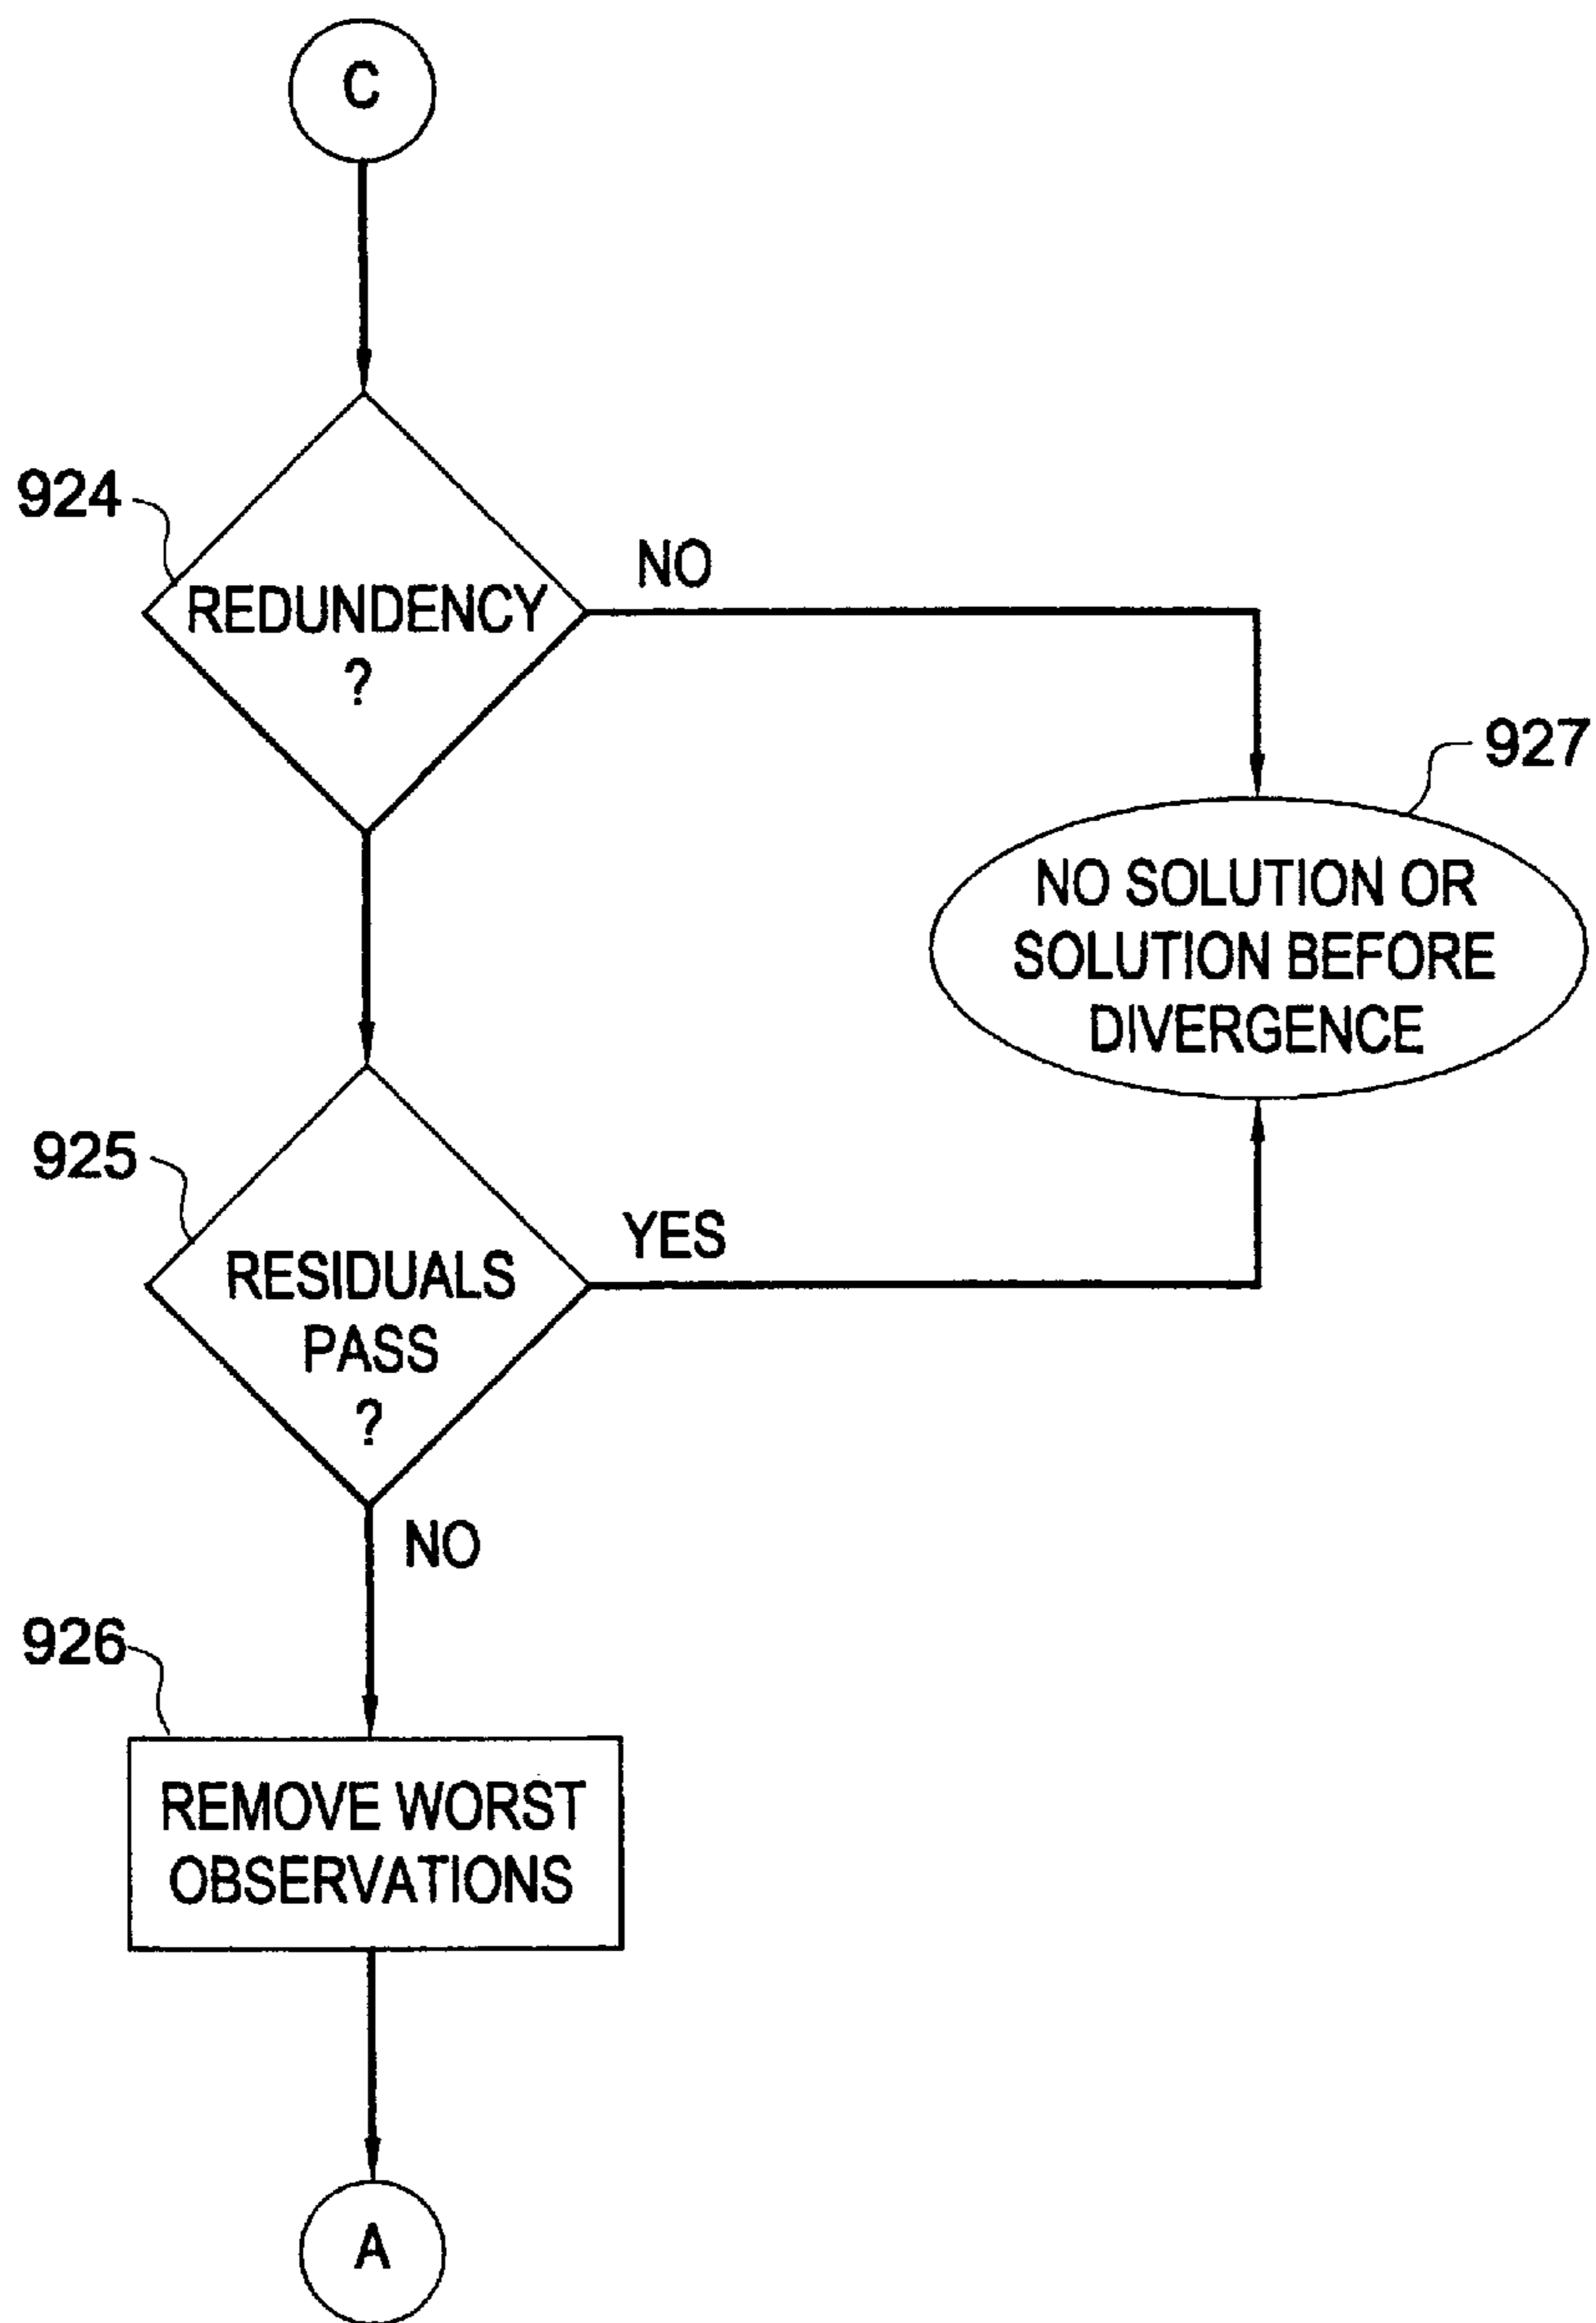 C
924
REDUNDENCY
?
NO
927
NO SOLUTION OR
SOLUTION BEFORE
DIVERGENCE
925
RESIDUALS
PASS
?
YES
NO
926
REMOVE WORST
OBSERVATIONS
A